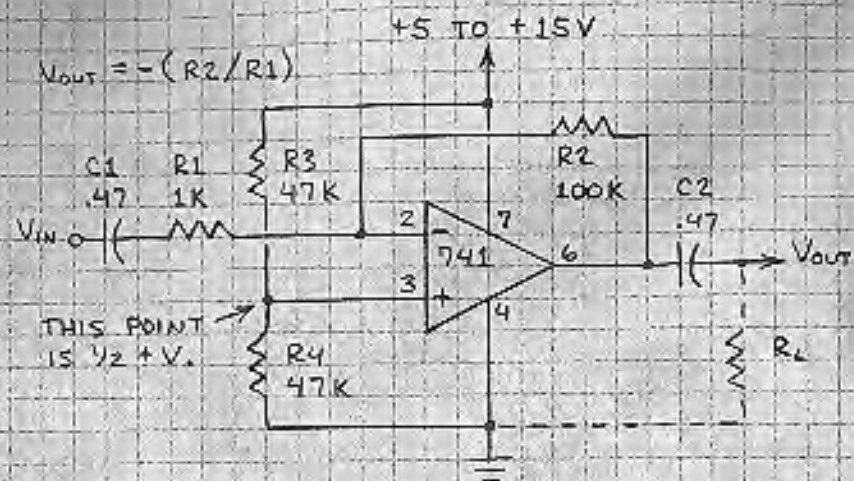 +5 TO +15V
VOUT = -(R2/R1)
C1
.47
R1
1K
R3
47K
R2
100K
C2
.47
VIN
2
-
7
741
6
VOUT
3
+
4
THIS POINT
IS 1/2 + V.
R4
47K
RL